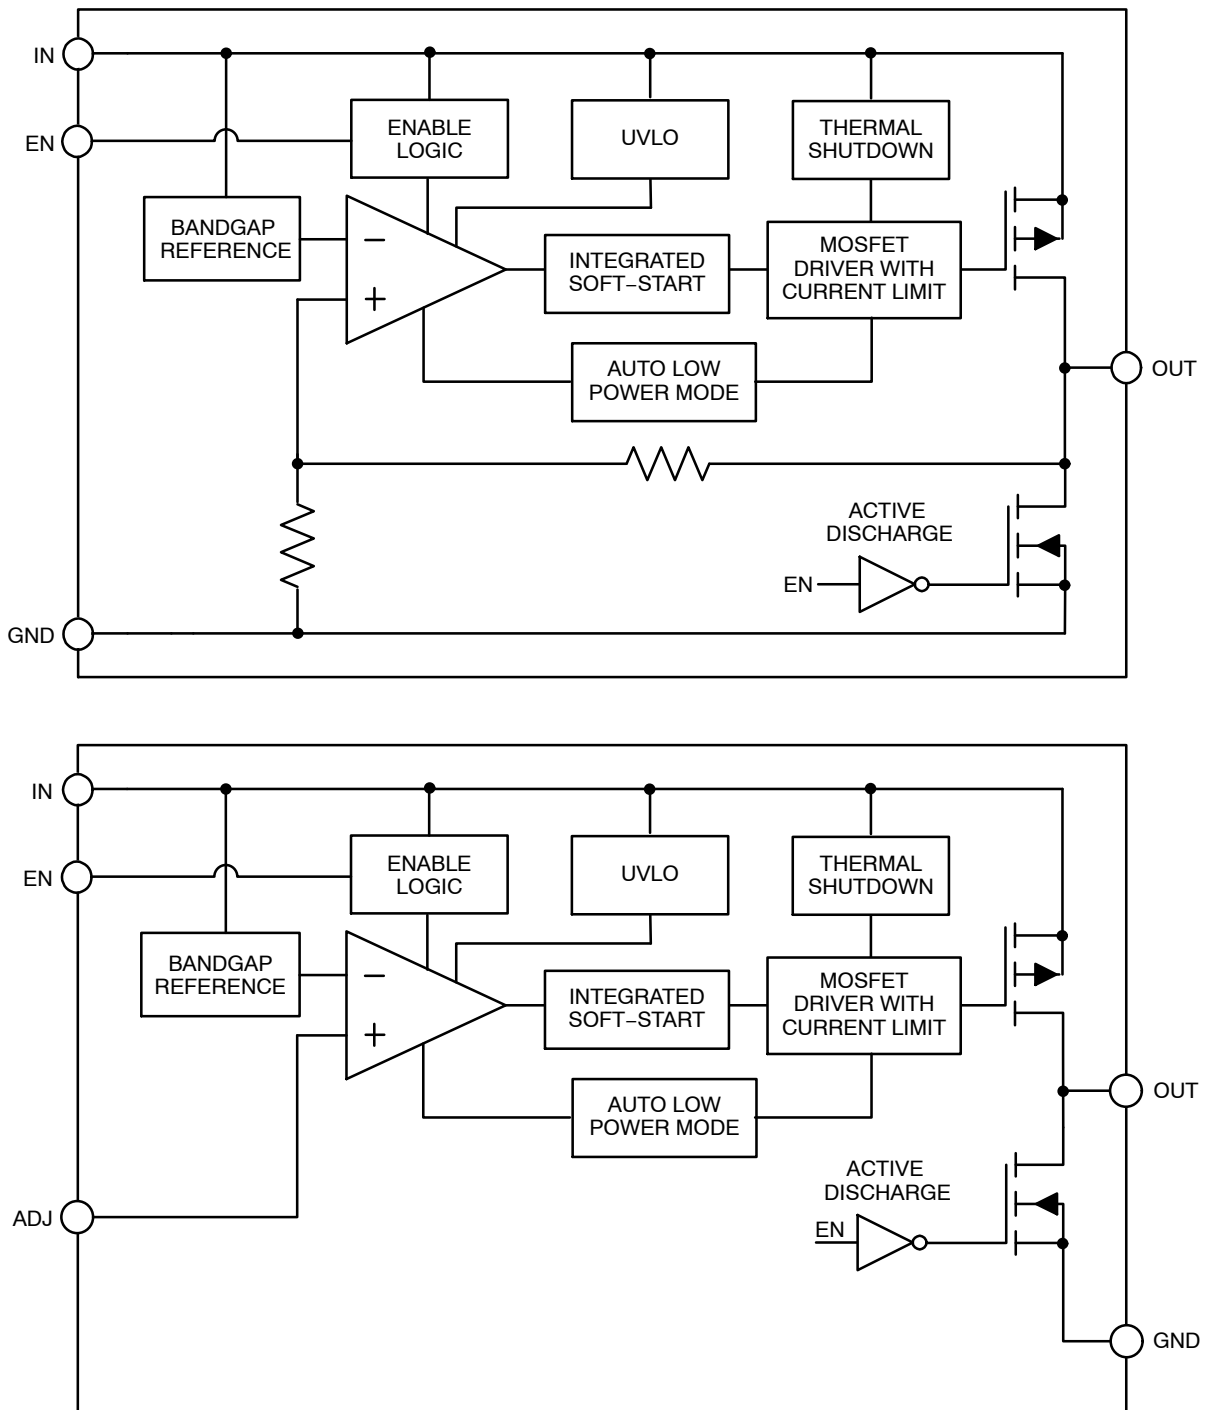 IN
EN
ENABLE
LOGIC
UVLO
THERMAL
SHUTDOWN
BANDGAP
REFERENCE
−
+
INTEGRATED
SOFT−START
MOSFET
DRIVER WITH
CURRENT LIMIT
AUTO LOW
POWER MODE
OUT
ACTIVE
DISCHARGE
EN
GND
IN
EN
ENABLE
LOGIC
UVLO
THERMAL
SHUTDOWN
BANDGAP
REFERENCE
−
+
INTEGRATED
SOFT−START
MOSFET
DRIVER WITH
CURRENT LIMIT
AUTO LOW
POWER MODE
OUT
ACTIVE
DISCHARGE
ADJ
EN
GND